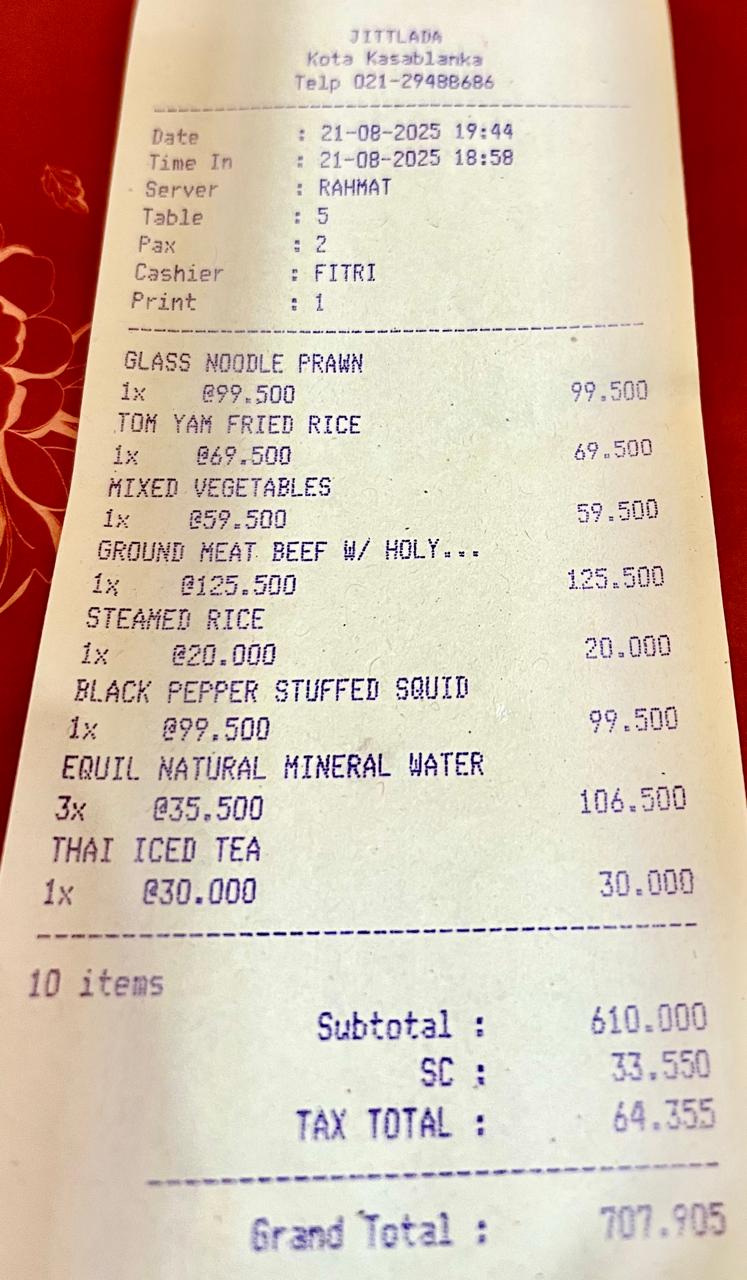 JITTLADA
Kota Kasablanka
Telp 021-29488686
Date : 21-08-2025 19:44
Time In : 21-08-2025 18:58
Server : RAHMAT
Table : 5
Pax : 2
Cashier : FITRI
Print : 1
GLASS NOODLE PRAWN
1x @99.500 99.500
TOM YAM FRIED RICE
1x @69.500 69.500
MIXED VEGETABLES
1x @59.500 59.500
GROUND MEAT BEEF W/ HOLY...
1x @125.500 125.500
STEAMED RICE
1x @20.000 20.000
BLACK PEPPER STUFFED SQUID
1x @99.500 99.500
EQUIL NATURAL MINERAL WATER
3x @35.500 106.500
THAI ICED TEA
1x @30.000 30.000
10 items
Subtotal : 610.000
SC : 33.550
TAX TOTAL : 64.355
Grand Total : 707.905